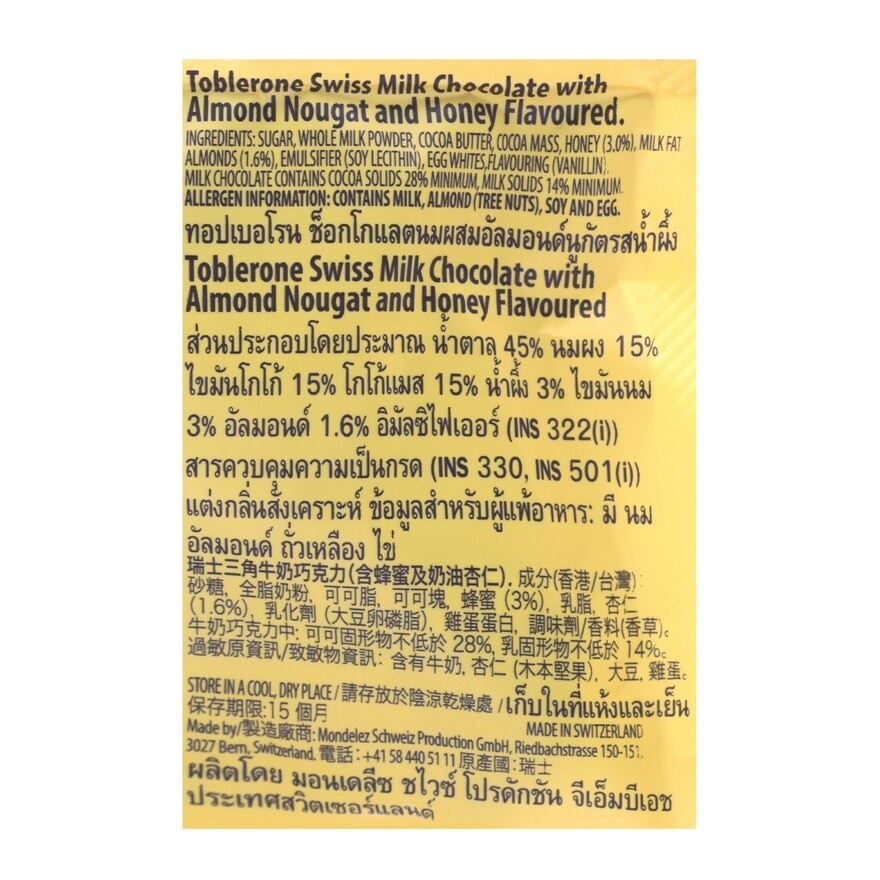 Toblerone Swiss Milk Chocolate with
Almond Nougat and Honey Flavoured.
INGREDIENTS: SUGAR, WHOLE MILK POWDER, COCOA BUTTER, COCOA MASS, HONEY (3.0%), MILK FAT
ALMONDS (1.6%), EMULSIFIER (SOY LECITHIN), EGG WHITES,FLAVOURING (VANILLIN).
MILK CHOCOLATE CONTAINS COCOA SOLIDS 28% MINIMUM, MILK SOLIDS 14% MINIMUM.
ALLERGEN INFORMATION: CONTAINS MILK, ALMOND (TREE NUTS), SOY AND EGG.
ทอปเบอโรน ช็อกโกแลตนมผสมอัลมอนด์นูกัตรสน้ำผึ้ง
Toblerone Swiss Milk Chocolate with
Almond Nougat and Honey Flavoured
ส่วนประกอบโดยประมาณ น้ำตาล 45% นมผง 15%
ไขมันโกโก้ 15% โกโก้แมส 15% น้ำผึ้ง 3% ไขมันนม
3% อัลมอนด์ 1.6% อิมัลซิไฟเออร์ (INS 322(i))
สารควบคุมความเป็นกรด (INS 330, INS 501(i))
แต่งกลิ่นสังเคราะห์ ข้อมูลสำหรับผู้แพ้อาหาร: มี นม
อัลมอนด์ ถั่วเหลือง ไข่
瑞士三角牛奶巧克力(含蜂蜜及奶油杏仁). 成分(香港/台灣):
砂糖, 全脂奶粉, 可可脂, 可可塊, 蜂蜜 (3%), 乳脂, 杏仁
(1.6%), 乳化劑 (大豆卵磷脂), 雞蛋蛋白, 調味劑/香料(香草)。
牛奶巧克力中: 可可固形物不低於 28%, 乳固形物不低於 14%。
過敏原資訊/致敏物資訊: 含有牛奶, 杏仁 (木本堅果), 大豆, 雞蛋。
STORE IN A COOL, DRY PLACE / 請存放於陰涼乾燥處 / เก็บในที่แห้งและเย็น
保存期限:15 個月
MADE IN SWITZERLAND
Made by/製造廠商: Mondelez Schweiz Production GmbH, Riedbachstrasse 150-151.
3027 Bern, Switzerland. 電話:+41 58 440 51 11 原產國:瑞士
ผลิตโดย มอนเดลีซ ชไวซ์ โปรดักชัน จีเอ็มบีเอช
ประเทศสวิตเซอร์แลนด์